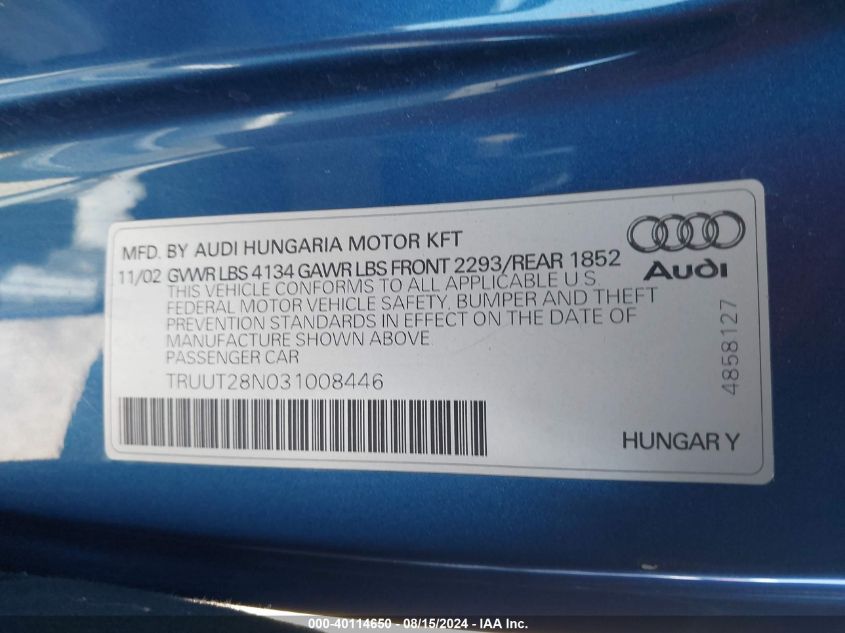 MFD. BY AUDI HUNGARIA MOTOR KFT
11/02 GVWR LBS 4134 GAWR LBS FRONT 2293/REAR 1852
THIS VEHICLE CONFORMS TO ALL APPLICABLE U S
FEDERAL MOTOR VEHICLE SAFETY, BUMPER AND THEFT
PREVENTION STANDARDS IN EFFECT ON THE DATE OF
MANUFACTURE SHOWN ABOVE.
PASSENGER CAR
TRUUT28N031008446
Audi
4858127
HUNGARY
000-40114650 - 08/15/2024 - IAA Inc.